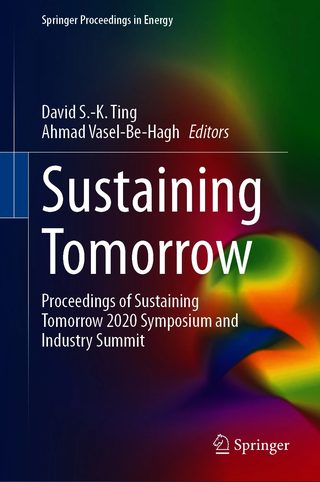 Springer Proceedings in Energy
David S.-K. Ting
Ahmad Vasel-Be-Hagh Editors
Sustaining
Tomorrow
Proceedings of Sustaining
Tomorrow 2020 Symposium and
Industry Summit
Springer